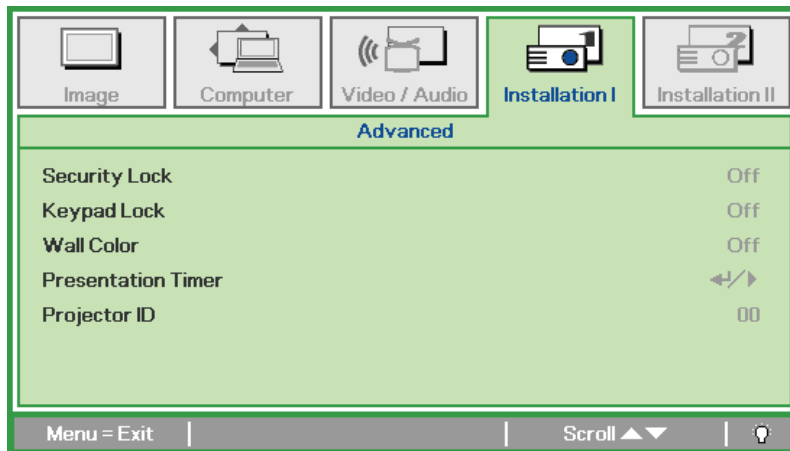 Image
Computer
Video / Audio
Installation I
Installation II
Advanced
Security Lock Off
Keypad Lock Off
Wall Color Off
Presentation Timer ↵/▶
Projector ID 00
Menu = Exit Scroll ▲▼